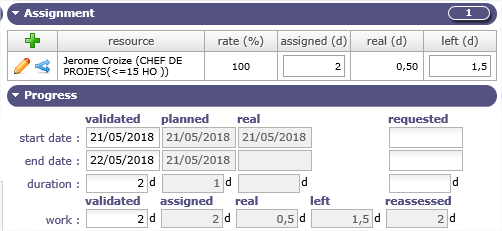 Assignment 1
resource rate (%) assigned (d) real (d) left (d)
Jerome Croize (CHEF DE
PROJETS(<=15 HO )) 100 2 0,50 1,5
Progress
validated planned real requested
start date : 21/05/2018 21/05/2018 21/05/2018
end date : 22/05/2018 21/05/2018
duration : 2 d 1 d d d
validated assigned real left reassessed
work : 2 d 2 d 0,5 d 1,5 d 2 d